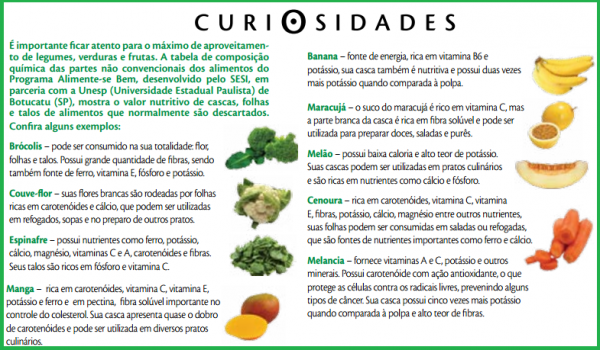 CURIOSIDADES
É importante ficar atento para o máximo de aproveitamen-
to de legumes, verduras e frutas. A tabela de composição
química das partes não convencionais dos alimentos do
Programa Alimente-se Bem, desenvolvido pelo SESI, em
parceria com a Unesp (Universidade Estadual Paulista) de
Botucatu (SP), mostra o valor nutritivo de cascas, folhas
e talos de alimentos que normalmente são descartados.
Confira alguns exemplos:
Brócolis – pode ser consumido na sua totalidade: flor,
folhas e talos. Possui grande quantidade de fibras, sendo
também fonte de ferro, vitamina E, fósforo e potássio.
Couve-flor – suas flores brancas são rodeadas por folhas
ricas em carotenóides e cálcio, que podem ser utilizadas
em refogados, sopas e no preparo de outros pratos.
Espinafre – possui nutrientes como ferro, potássio,
cálcio, magnésio, vitaminas C e A, carotenóides e fibras.
Seus talos são ricos em fósforo e vitamina C.
Manga – rica em carotenóides, vitamina C, vitamina E,
potássio e ferro e em pectina, fibra solúvel importante no
controle do colesterol. Sua casca apresenta quase o dobro
de carotenóides e pode ser utilizada em diversos pratos
culinários.
Banana – fonte de energia, rica em vitamina B6 e
potássio, sua casca também é nutritiva e possui duas vezes
mais potássio quando comparada à polpa.
Maracujá – o suco do maracujá é rico em vitamina C, mas
a parte branca da casca é rica em fibra solúvel e pode ser
utilizada para preparar doces, saladas e purês.
Melão – possui baixa caloria e alto teor de potássio.
Suas cascas podem ser utilizadas em pratos culinários
e são ricas em nutrientes como cálcio e fósforo.
Cenoura – rica em carotenóides, vitamina C, vitamina
E, fibras, potássio, cálcio, magnésio entre outros nutrientes,
suas folhas podem ser consumidas em saladas ou refogadas,
que são fontes de nutrientes importantes como ferro e cálcio.
Melancia – fornece vitaminas A e C, potássio e outros
minerais. Possui carotenóide com ação antioxidante, o que
protege as células contra os radicais livres, prevenindo alguns
tipos de câncer. Sua casca possui cinco vezes mais potássio
quando comparada à polpa e alto teor de fibras.